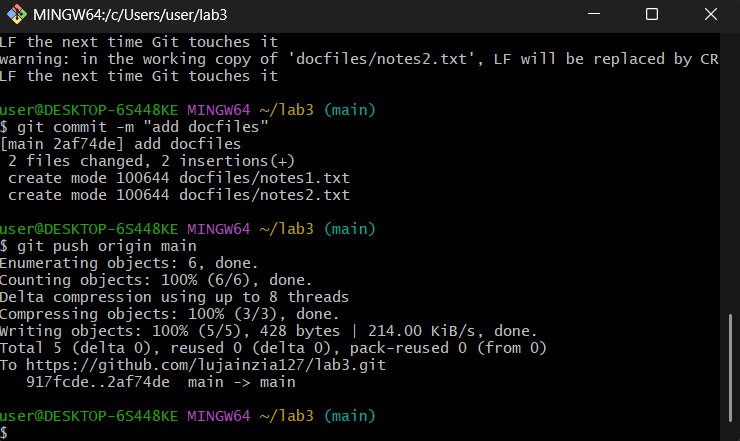 MINGW64:/c/Users/user/lab3
LF the next time Git touches it
warning: in the working copy of 'docfiles/notes2.txt', LF will be replaced by CR
LF the next time Git touches it
user@DESKTOP-6S448KE MINGW64 ~/lab3 (main)
$ git commit -m "add docfiles"
[main 2af74de] add docfiles
 2 files changed, 2 insertions(+)
 create mode 100644 docfiles/notes1.txt
 create mode 100644 docfiles/notes2.txt
user@DESKTOP-6S448KE MINGW64 ~/lab3 (main)
$ git push origin main
Enumerating objects: 6, done.
Counting objects: 100% (6/6), done.
Delta compression using up to 8 threads
Compressing objects: 100% (3/3), done.
Writing objects: 100% (5/5), 428 bytes | 214.00 KiB/s, done.
Total 5 (delta 0), reused 0 (delta 0), pack-reused 0 (from 0)
To https://github.com/lujainzia127/lab3.git
   917fcde..2af74de  main -> main
user@DESKTOP-6S448KE MINGW64 ~/lab3 (main)
$